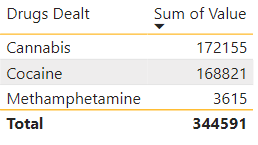 Drugs Dealt Sum of Value
Cannabis 172155
Cocaine 168821
Methamphetamine 3615
Total 344591